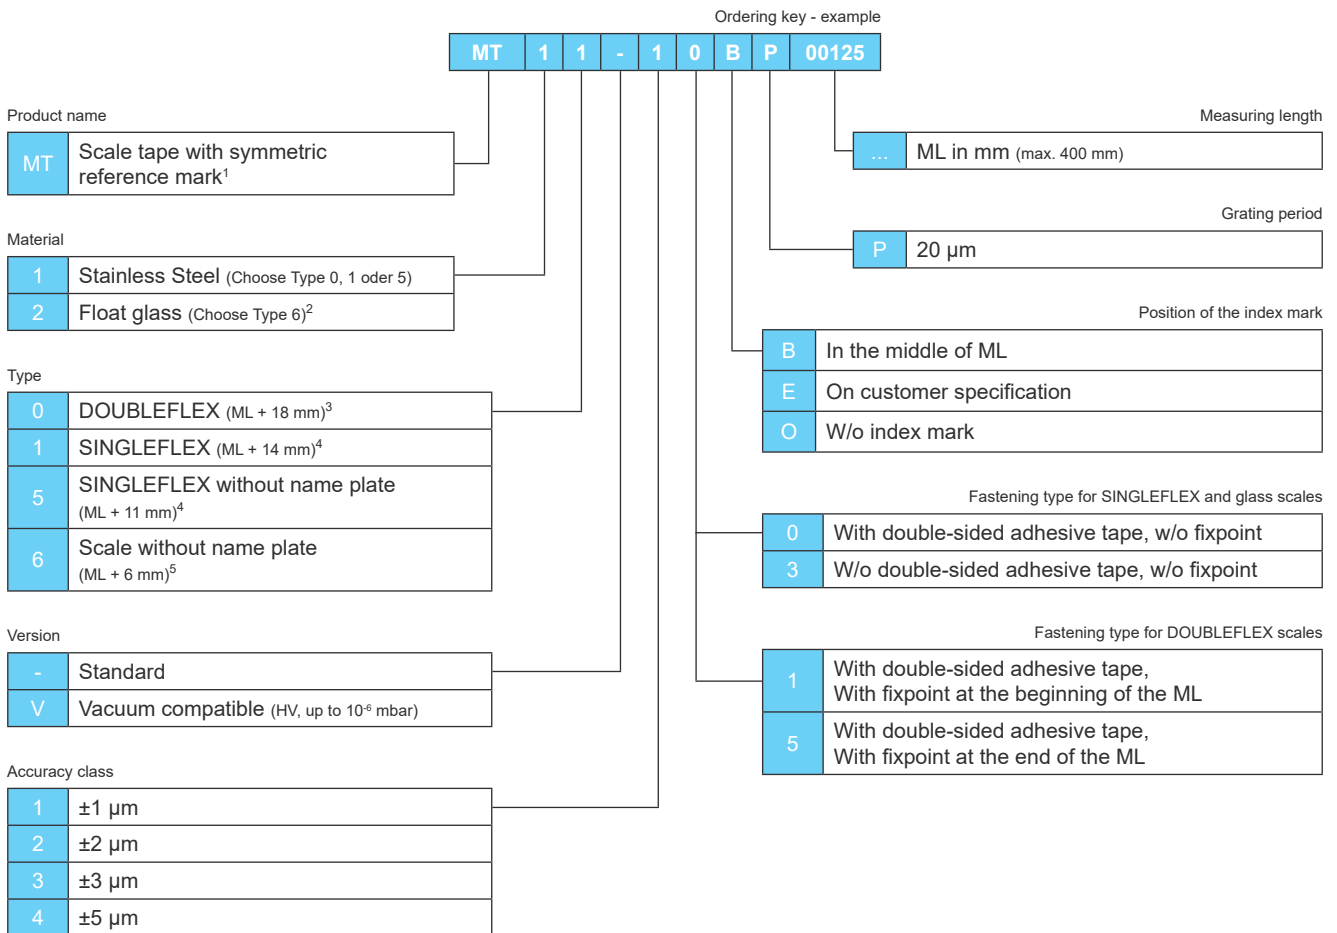 Ordering key - example
MT 1 1 - 1 0 B P 00125
Product name
MT Scale tape with symmetric
reference mark¹
Material
1 Stainless Steel (Choose Type 0, 1 oder 5)
2 Float glass (Choose Type 6)²
Type
0 DOUBLEFLEX (ML + 18 mm)³
1 SINGLEFLEX (ML + 14 mm)⁴
5 SINGLEFLEX without name plate
(ML + 11 mm)⁴
6 Scale without name plate
(ML + 6 mm)⁵
Version
- Standard
V Vacuum compatible (HV, up to 10⁻⁶ mbar)
Accuracy class
1 ±1 µm
2 ±2 µm
3 ±3 µm
4 ±5 µm
Measuring length
... ML in mm (max. 400 mm)
Grating period
P 20 µm
Position of the index mark
B In the middle of ML
E On customer specification
O W/o index mark
Fastening type for SINGLEFLEX and glass scales
0 With double-sided adhesive tape, w/o fixpoint
3 W/o double-sided adhesive tape, w/o fixpoint
Fastening type for DOUBLEFLEX scales
1 With double-sided adhesive tape,
With fixpoint at the beginning of the ML
5 With double-sided adhesive tape,
With fixpoint at the end of the ML